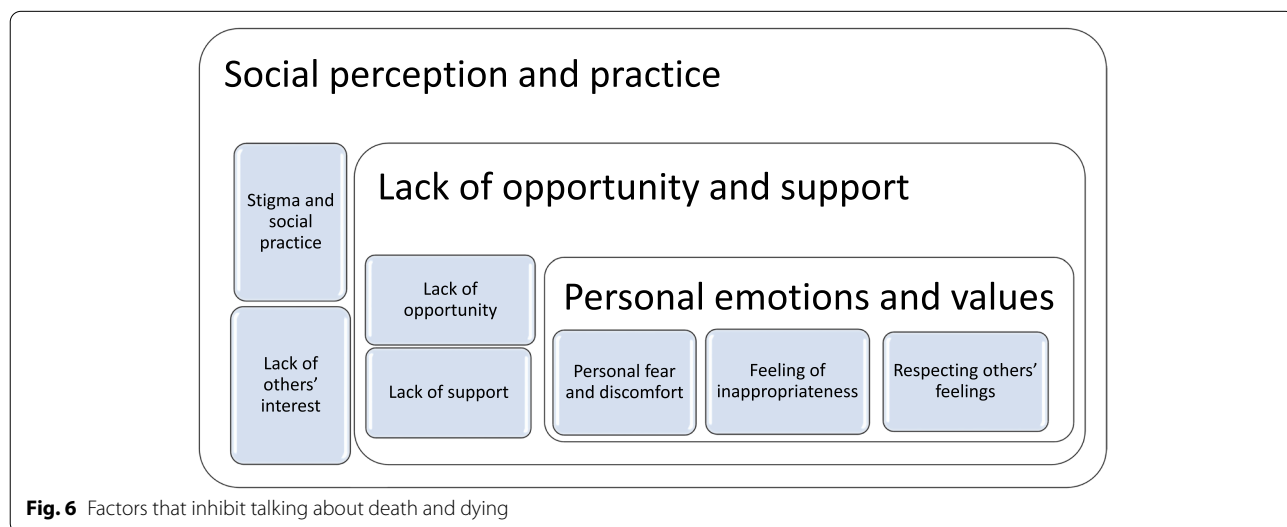 Social perception and practice
Stigma and
social
practice
Lack of
others’
interest
Lack of opportunity and support
Lack of
opportunity
Lack of support
Personal emotions and values
Personal fear
and discomfort
Feeling of
inappropriateness
Respecting others’
feelings
Fig. 6 Factors that inhibit talking about death and dying